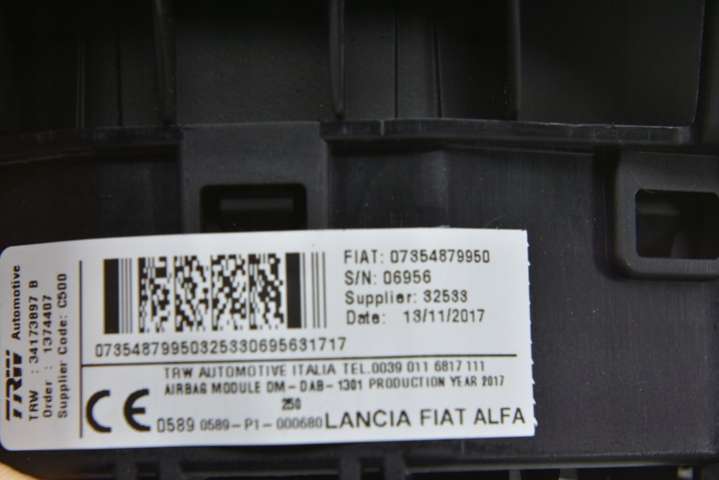 TRW Automotive
TRW : 34173897 B
Order : 1374407
Supplier Code: C500
FIAT: 07354879950
S/N: 06956
Supplier: 32533
Date: 13/11/2017
07354879950325330695631717
TRW AUTOMOTIVE ITALIA TEL.0039 011 6817 111
AIRBAG MODULE DM-DAB-1301 PRODUCTION YEAR 2017
250
CE 0589 0589-P1-000680 LANCIA FIAT ALFA